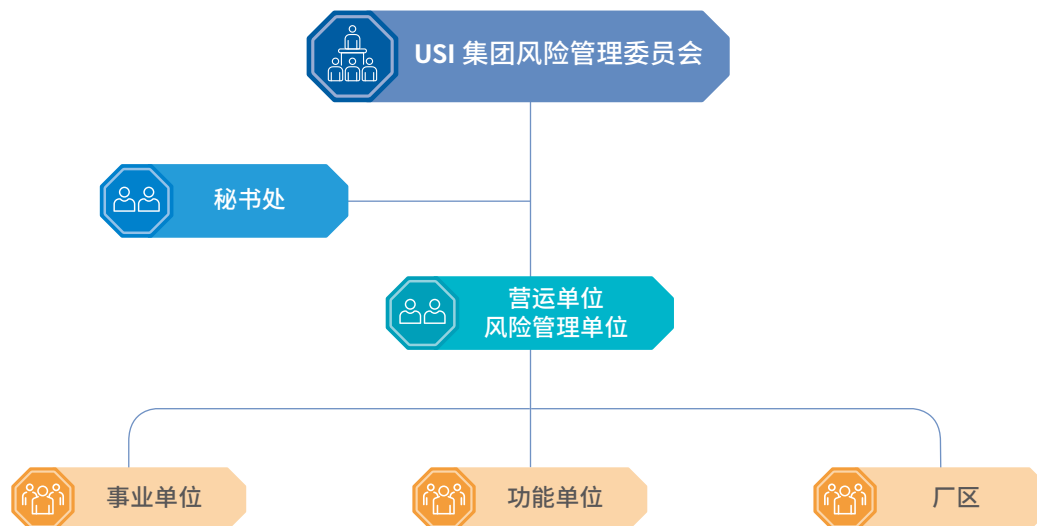 USI 集团风险管理委员会
秘书处
营运单位
风险管理单位
事业单位
功能单位
厂区